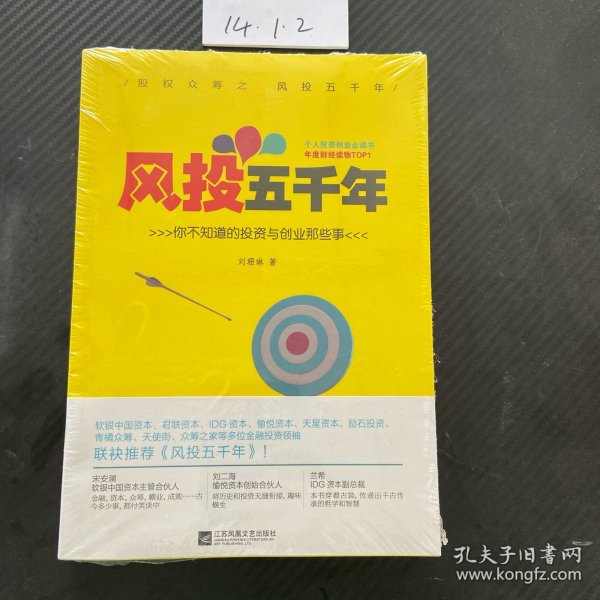 14.1.2
/股权众筹之 风投五千年/
个人投资创业必读书
年度财经读物TOP1
风投五千年
>>>你不知道的投资与创业那些事<<<
刘珊琳 著
软银中国资本、君联资本、IDG资本、愉悦资本、天星资本、励石投资、
青橘众筹、天使街、众筹之家等多位金融投资领袖
联袂推荐《风投五千年》！
宋安澜
软银中国资本主管合伙人
金融，资本，众筹，霸业，成败……古
今多少事，都付笑谈中
刘二海
愉悦资本创始合伙人
将历史和投资无缝衔接，趣味
横生
兰希
IDG资本副总裁
本书穿着古装，传递出千古传
承的哲学和智慧
江苏凤凰文艺出版社
JIANGSU PHOENIX LITERATURE AND
ART PUBLISHING, LTD
孔夫子旧书网
www.kongfz.com